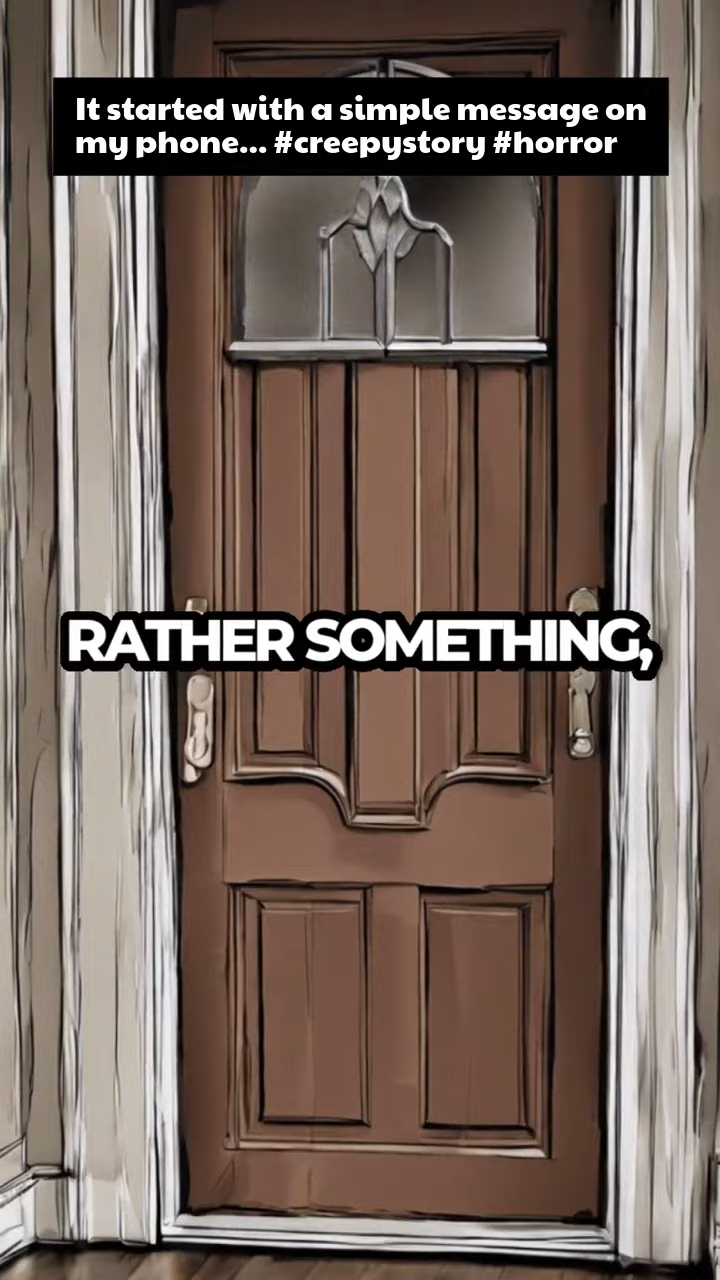 It started with a simple message on
my phone... #creepystory #horror
RATHER SOMETHING,